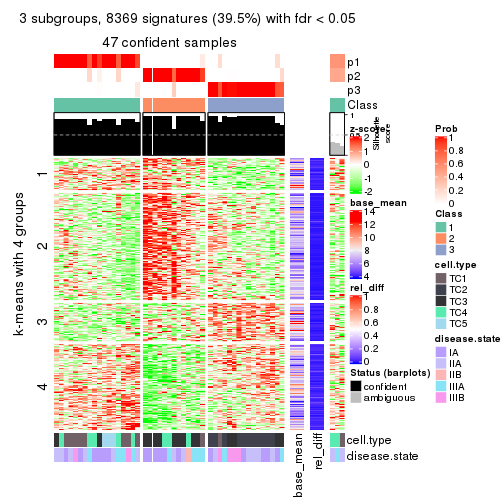 3 subgroups, 8369 signatures (39.5%) with fdr < 0.05
47 confident samples
p1
p2
p3
Class
1
Silhouette
score
k-means with 4 groups
1
2
3
4
cell.type
disease.state
base_mean
rel_diff
z-score
2
1
0
-1
-2
base_mean
14
12
10
8
6
4
rel_diff
1
0.8
0.6
0.4
0.2
0
Status (barplots)
confident
ambiguous
Prob
1
0.8
0.6
0.4
0.2
0
Class
1
2
3
cell.type
TC1
TC2
TC3
TC4
TC5
disease.state
IA
IIA
IIB
IIIA
IIIB